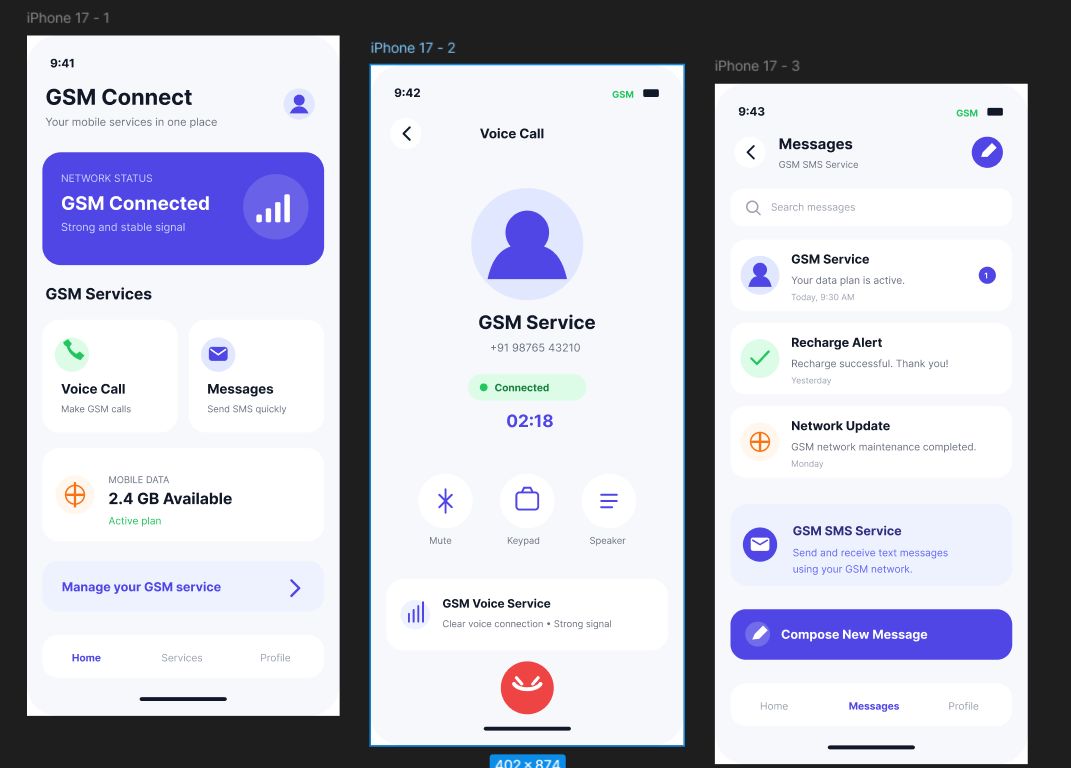 iPhone 17 - 1
9:41
GSM Connect
Your mobile services in one place
NETWORK STATUS
GSM Connected
Strong and stable signal
GSM Services
Voice Call
Make GSM calls
Messages
Send SMS quickly
MOBILE DATA
2.4 GB Available
Active plan
Manage your GSM service
Home
Services
Profile
iPhone 17 - 2
9:42
GSM
Voice Call
GSM Service
+91 98765 43210
Connected
02:18
Mute
Keypad
Speaker
GSM Voice Service
Clear voice connection • Strong signal
402 × 874
iPhone 17 - 3
9:43
GSM
Messages
GSM SMS Service
Search messages
GSM Service
Your data plan is active.
1
Today, 9:30 AM
Recharge Alert
Recharge successful. Thank you!
Yesterday
Network Update
GSM network maintenance completed.
Monday
GSM SMS Service
Send and receive text messages
using your GSM network.
Compose New Message
Home
Messages
Profile